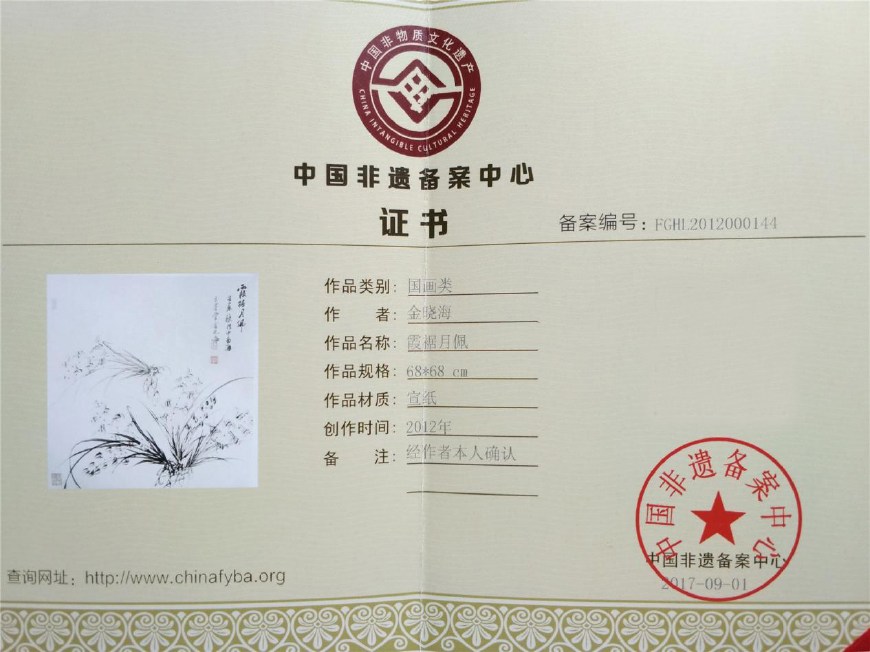 中国非物质文化遗产
CHINA INTANGIBLE CULTURAL HERITAGE
中国非遗备案中心
证书
备案编号：FGHL2012000144
作品类别：国画类
作　者：金晓海
作品名称：霞裾月佩
作品规格：68*68 cm
作品材质：宣纸
创作时间：2012年
备　注：经作者本人确认
中国非遗备案中心
中国非遗备案中心
2017-09-01
查询网址：http://www.chinafyba.org